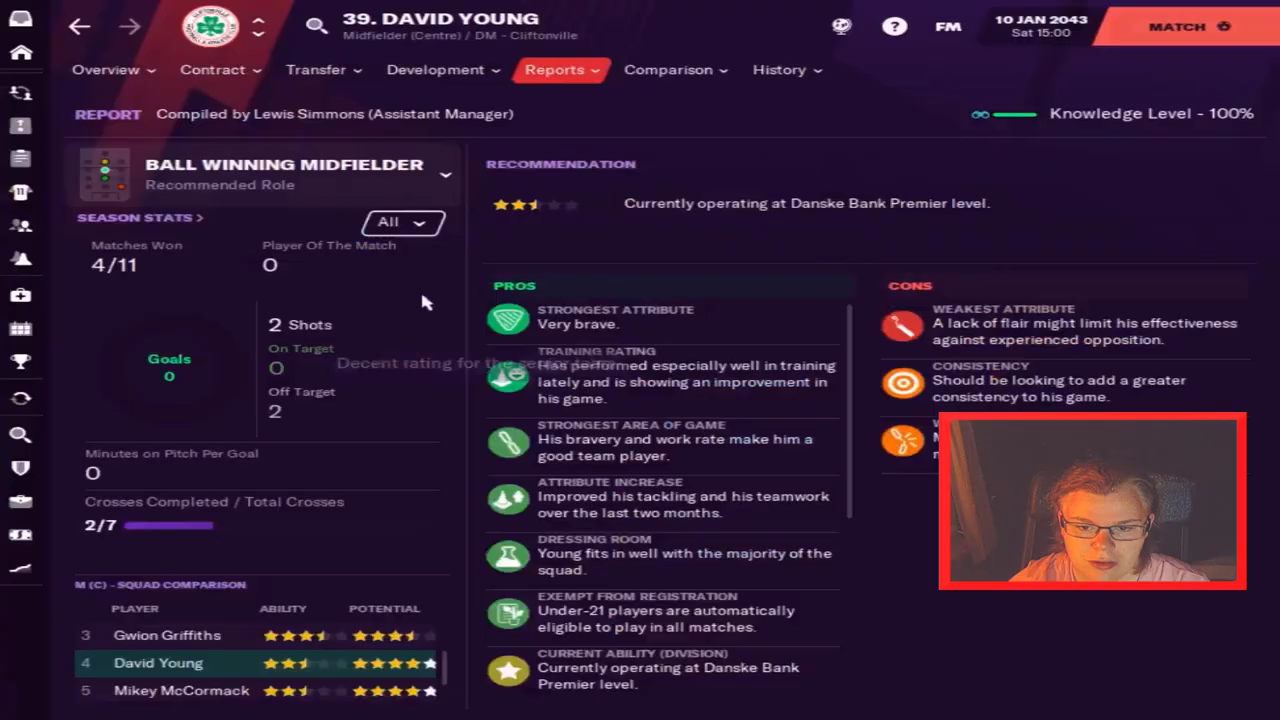 39. DAVID YOUNG
Midfielder (Centre) / DM - Cliftonville
FM
10 JAN 2043
Sat 15:00
MATCH
Overview
Contract
Transfer
Development
Reports
Comparison
History
REPORT Compiled by Lewis Simmons (Assistant Manager)
Knowledge Level - 100%
BALL WINNING MIDFIELDER
Recommended Role
SEASON STATS >
All
Matches Won
4/11
Player Of The Match
0
Goals
0
2 Shots
On Target
0
Off Target
2
Decent rating for the
Minutes on Pitch Per Goal
0
Crosses Completed / Total Crosses
2/7
M (C) - SQUAD COMPARISON
PLAYER ABILITY POTENTIAL
3 Gwion Griffiths
4 David Young
5 Mikey McCormack
RECOMMENDATION
Currently operating at Danske Bank Premier level.
PROS
STRONGEST ATTRIBUTE
Very brave.
TRAINING RATING
Has performed especially well in training
lately and is showing an improvement in
his game.
STRONGEST AREA OF GAME
His bravery and work rate make him a
good team player.
ATTRIBUTE INCREASE
Improved his tackling and his teamwork
over the last two months.
DRESSING ROOM
Young fits in well with the majority of the
squad.
EXEMPT FROM REGISTRATION
Under-21 players are automatically
eligible to play in all matches.
CURRENT ABILITY (DIVISION)
Currently operating at Danske Bank
Premier level.
CONS
WEAKEST ATTRIBUTE
A lack of flair might limit his effectiveness
against experienced opposition.
CONSISTENCY
Should be looking to add a greater
consistency to his game.